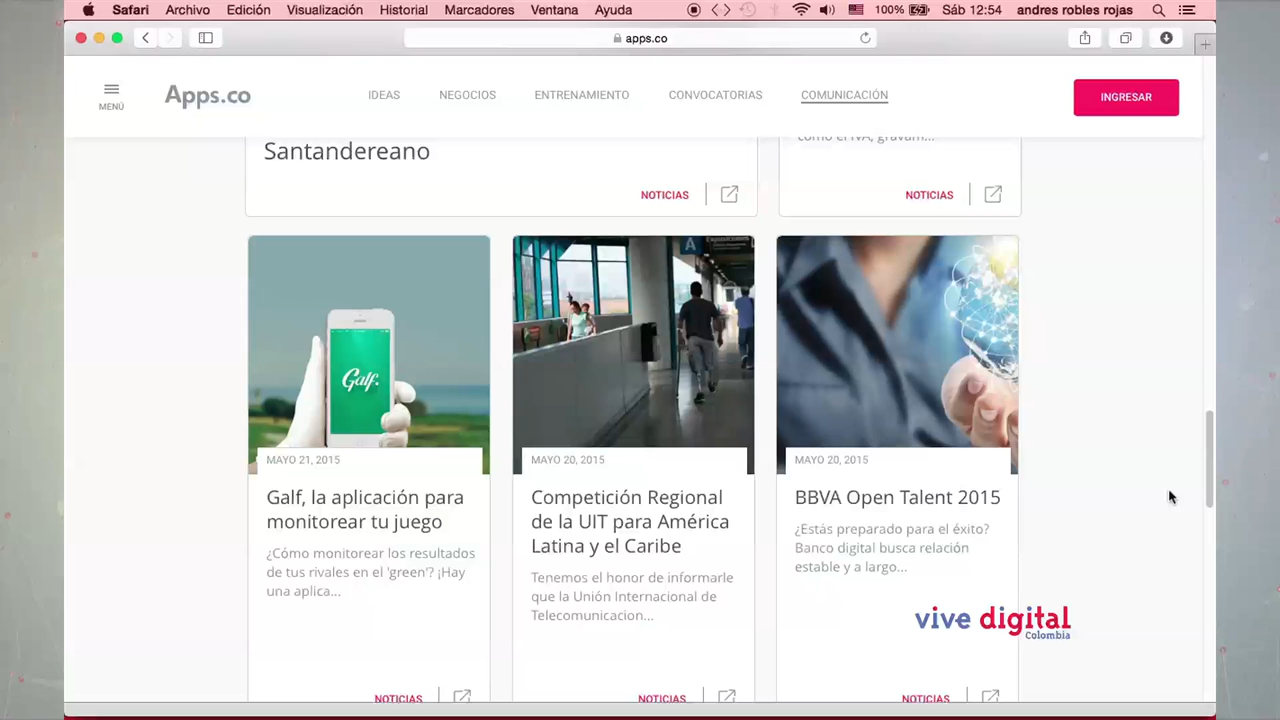 Safari Archivo Edición Visualización Historial Marcadores Ventana Ayuda 100% Sáb 12:54 andres robles rojas
apps.co
MENÚ
Apps.co
IDEAS NEGOCIOS ENTRENAMIENTO CONVOCATORIAS COMUNICACIÓN
INGRESAR
Santandereano
como el IVA, gravam...
NOTICIAS
NOTICIAS
A
Galf.
MAYO 21, 2015
Galf, la aplicación para
monitorear tu juego
¿Cómo monitorear los resultados
de tus rivales en el 'green'? ¡Hay
una aplica...
NOTICIAS
MAYO 20, 2015
Competición Regional
de la UIT para América
Latina y el Caribe
Tenemos el honor de informarle
que la Unión Internacional de
Telecomunicacion...
NOTICIAS
MAYO 20, 2015
BBVA Open Talent 2015
¿Estás preparado para el éxito?
Banco digital busca relación
estable y a largo...
NOTICIAS
vive digital
Colombia